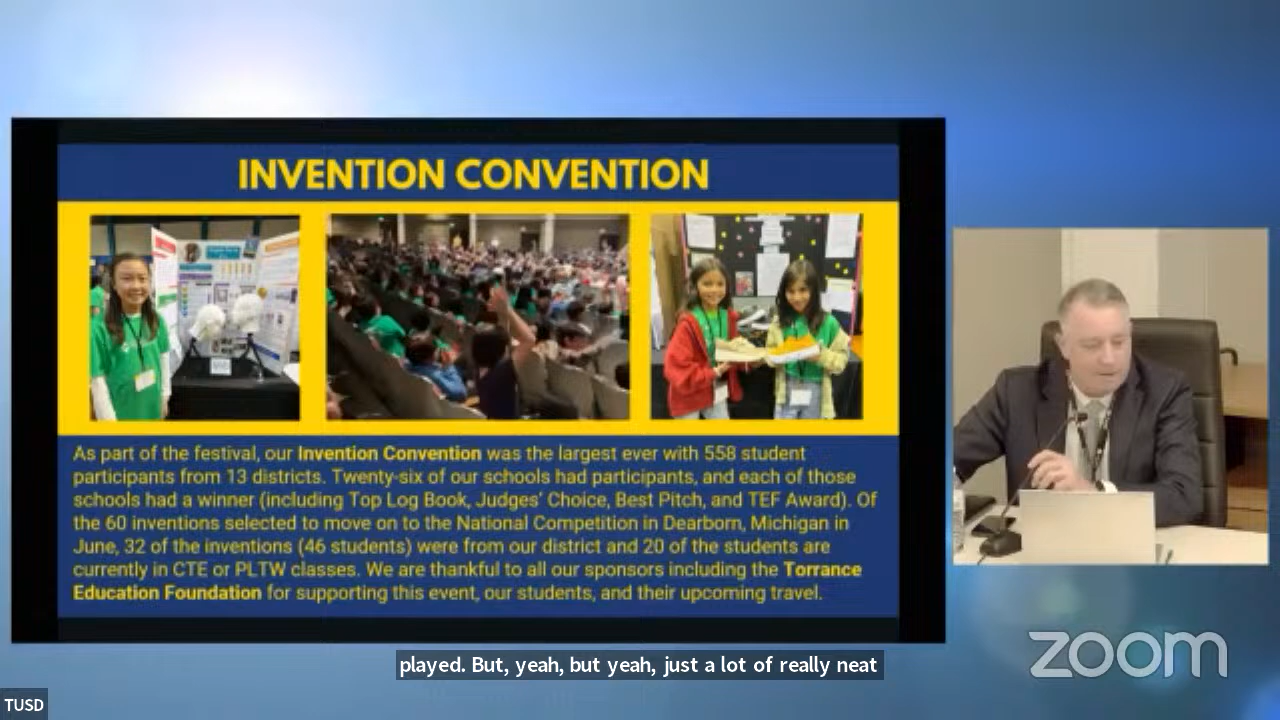 INVENTION CONVENTION
As part of the festival, our Invention Convention was the largest ever with 558 student
participants from 13 districts. Twenty-six of our schools had participants, and each of those
schools had a winner (including Top Log Book, Judges' Choice, Best Pitch, and TEF Award). Of
the 60 inventions selected to move on to the National Competition in Dearborn, Michigan in
June, 32 of the inventions (46 students) were from our district and 20 of the students are
currently in CTE or PLTW classes. We are thankful to all our sponsors including the Torrance
Education Foundation for supporting this event, our students, and their upcoming travel.
played. But, yeah, but yeah, just a lot of really neat
zoom
TUSD